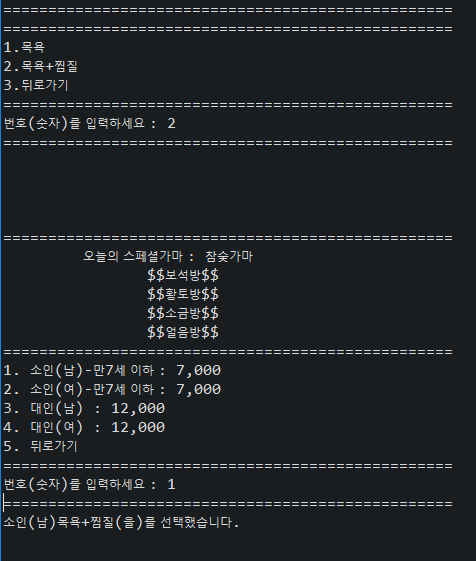 ==================================================
==================================================
1.목욕
2.목욕+찜질
3.뒤로가기
==================================================
번호(숫자)를 입력하세요 : 2
==================================================
==================================================
오늘의 스페셜가마 : 참숯가마
$$보석방$$
$$황토방$$
$$소금방$$
$$얼음방$$
==================================================
1. 소인(남)-만7세 이하 : 7,000
2. 소인(여)-만7세 이하 : 7,000
3. 대인(남) : 12,000
4. 대인(여) : 12,000
5. 뒤로가기
==================================================
번호(숫자)를 입력하세요 : 1
==================================================
소인(남)목욕+찜질(을)를 선택했습니다.